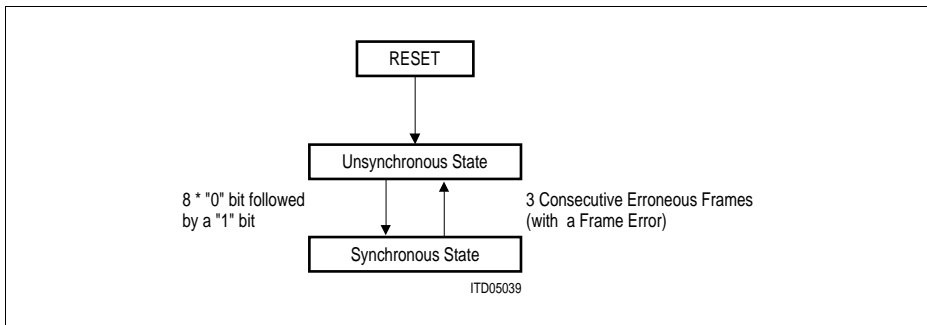 RESET
Unsynchronous State
8 * "0" bit followed
by a "1" bit
3 Consecutive Erroneous Frames
(with a Frame Error)
Synchronous State
ITD05039